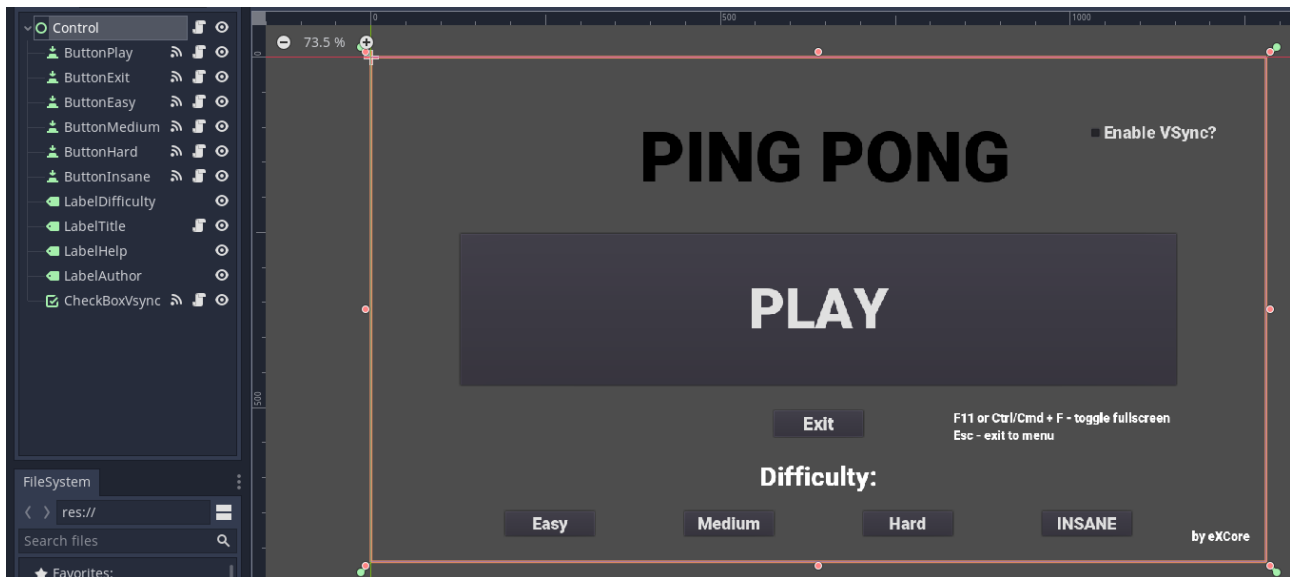 Control
ButtonPlay
ButtonExit
ButtonEasy
ButtonMedium
ButtonHard
ButtonInsane
LabelDifficulty
LabelTitle
LabelHelp
LabelAuthor
CheckBoxVsync
FileSystem
res://
Search files
Favorites:
0
500
1000
73.5 %
0
500
PING PONG
Enable VSync?
PLAY
Exit
F11 or Ctrl/Cmd + F - toggle fullscreen
Esc - exit to menu
Difficulty:
Easy
Medium
Hard
INSANE
by eXCore